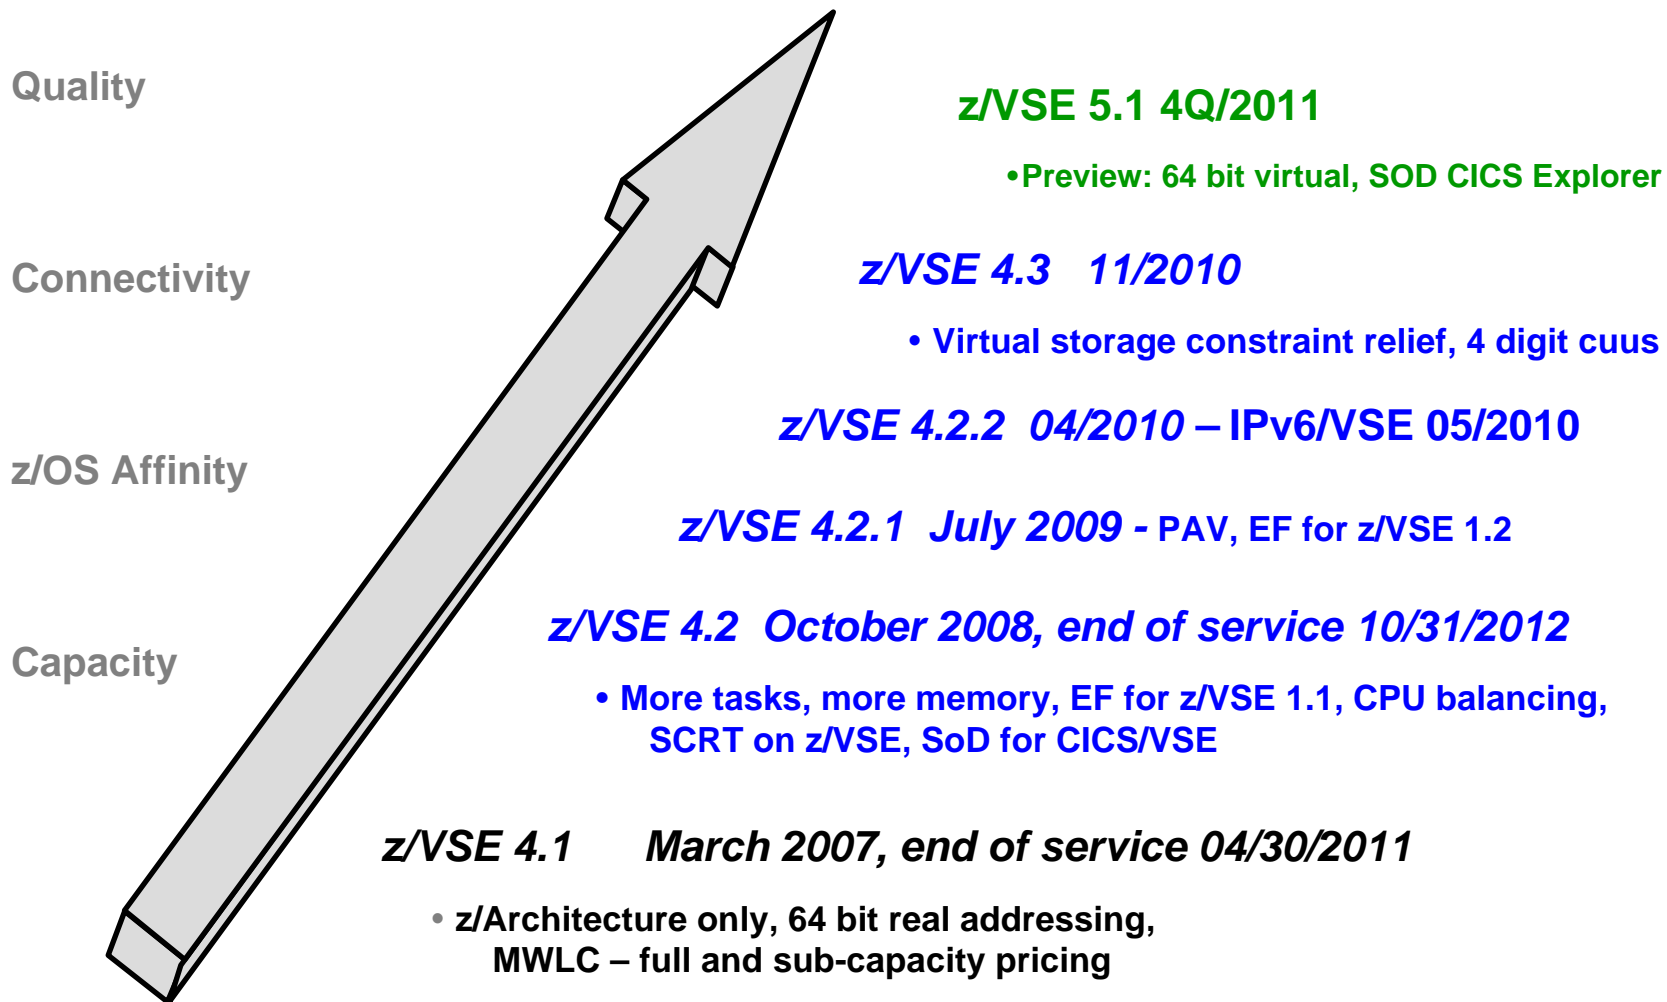 Quality
z/VSE 5.1 4Q/2011
•Preview: 64 bit virtual, SOD CICS Explorer
Connectivity
z/VSE 4.3 11/2010
• Virtual storage constraint relief, 4 digit cuus
z/VSE 4.2.2 04/2010 – IPv6/VSE 05/2010
z/OS Affinity
z/VSE 4.2.1 July 2009 - PAV, EF for z/VSE 1.2
z/VSE 4.2 October 2008, end of service 10/31/2012
Capacity
• More tasks, more memory, EF for z/VSE 1.1, CPU balancing,
SCRT on z/VSE, SoD for CICS/VSE
z/VSE 4.1 March 2007, end of service 04/30/2011
• z/Architecture only, 64 bit real addressing,
MWLC – full and sub-capacity pricing